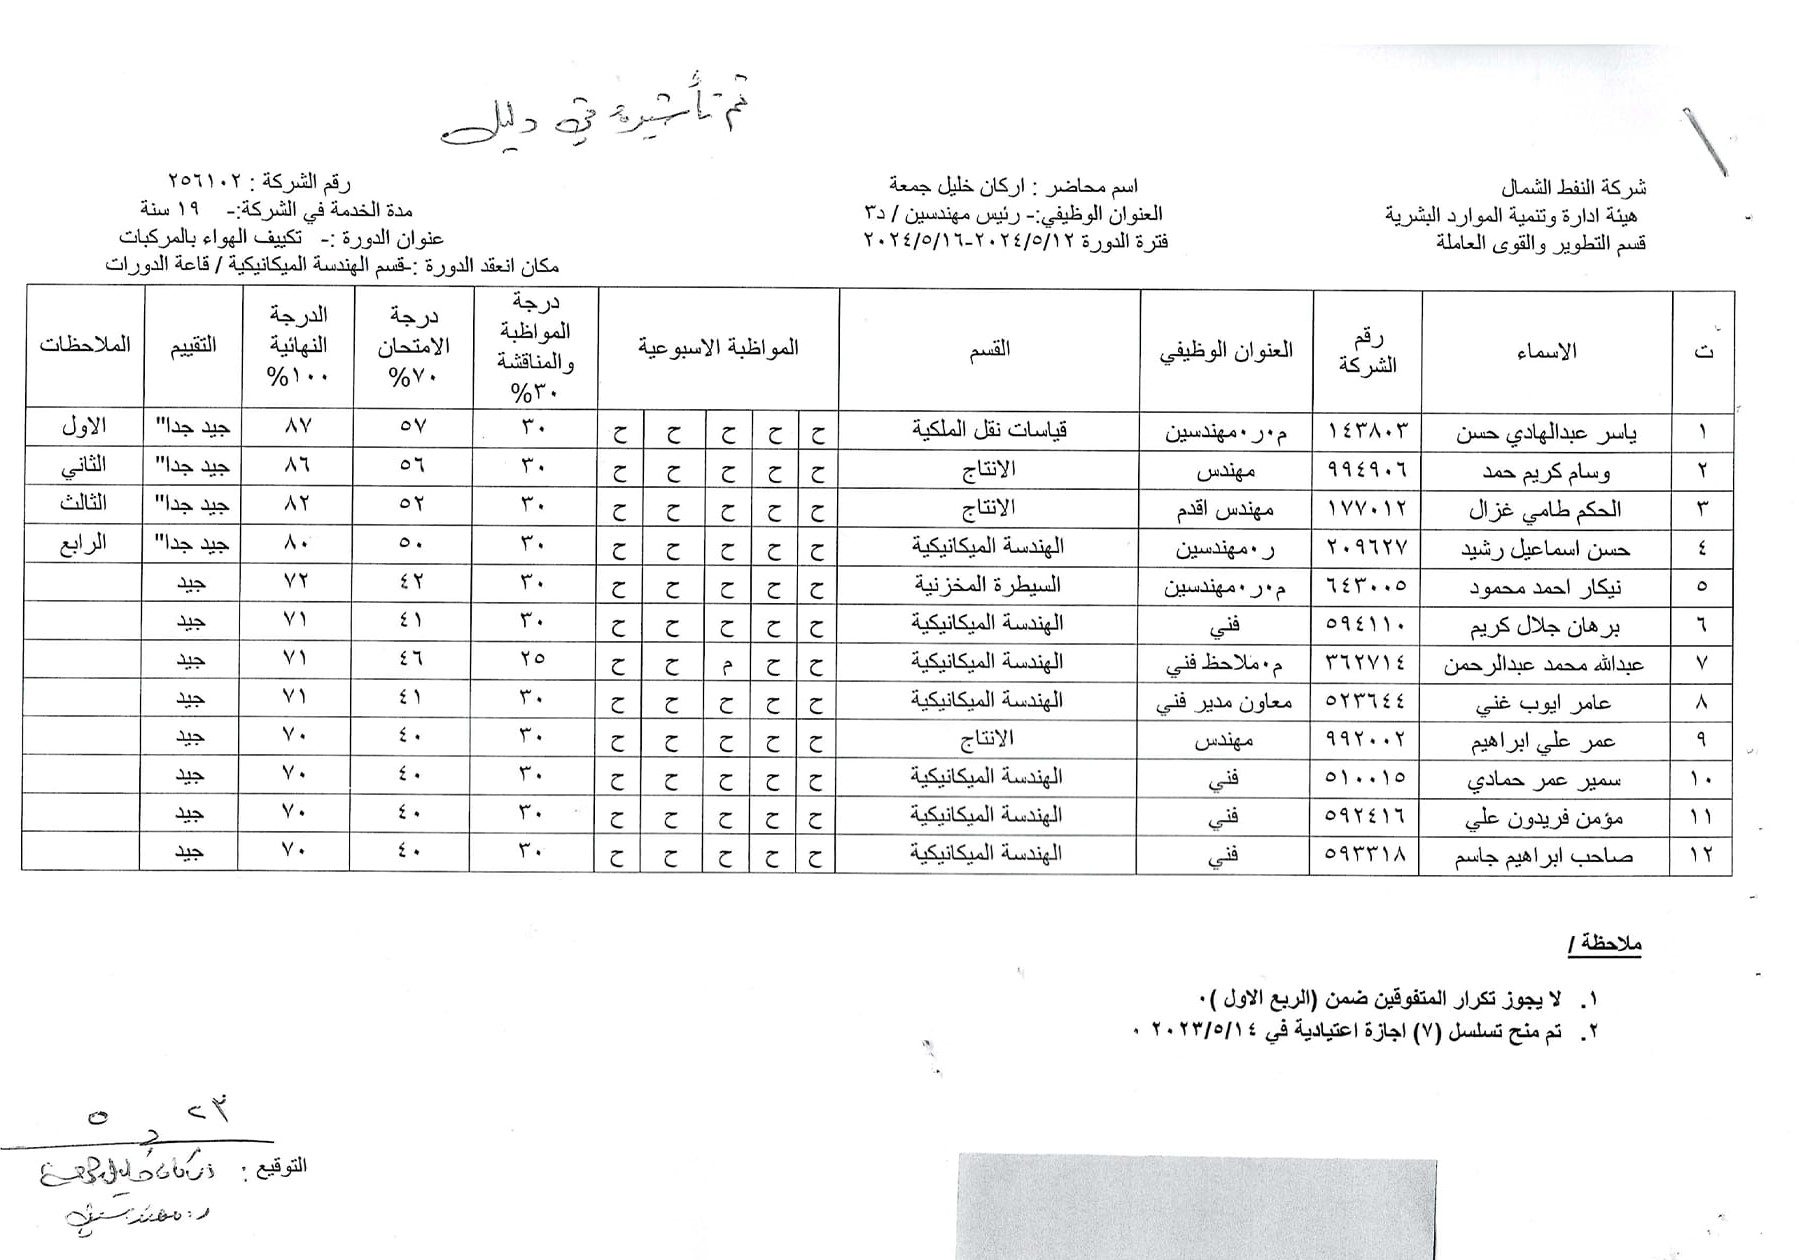 تم تأشيرة في دليل
شركة النفط الشمال
هيئة ادارة وتنمية الموارد البشرية
قسم التطوير والقوى العاملة
اسم محاضر : اركان خليل جمعة
العنوان الوظيفي:- رئيس مهندسين / د٣
فترة الدورة ٢٠٢٤/٥/١٢-٢٠٢٤/٥/١٦
رقم الشركة : ٢٥٦١٠٢
مدة الخدمة في الشركة:- ١٩ سنة
عنوان الدورة :- تكييف الهواء بالمركبات
مكان انعقد الدورة :-قسم الهندسة الميكانيكية / قاعة الدورات
ت الاسماء رقم الشركة العنوان الوظيفي القسم المواظبة الاسبوعية درجة المواظبة والمناقشة ٣٠% درجة الامتحان ٧٠% الدرجة النهائية ١٠٠% التقييم الملاحظات
١ ياسر عبدالهادي حسن ١٤٣٨٠٣ م٠ر٠مهندسين قياسات نقل الملكية ح ح ح ح ح ٣٠ ٥٧ ٨٧ جيد جدا" الاول
٢ وسام كريم حمد ٩٩٤٩٠٦ مهندس الانتاج ح ح ح ح ح ٣٠ ٥٦ ٨٦ جيد جدا" الثاني
٣ الحكم طامي غزال ١٧٧٠١٢ مهندس اقدم الانتاج ح ح ح ح ح ٣٠ ٥٢ ٨٢ جيد جدا" الثالث
٤ حسن اسماعيل رشيد ٢٠٩٦٢٧ ر٠مهندسين الهندسة الميكانيكية ح ح ح ح ح ٣٠ ٥٠ ٨٠ جيد جدا" الرابع
٥ نيكار احمد محمود ٦٤٣٠٠٥ م٠ر٠مهندسين السيطرة المخزنية ح ح ح ح ح ٣٠ ٤٢ ٧٢ جيد
٦ برهان جلال كريم ٥٩٤١١٠ فني الهندسة الميكانيكية ح ح ح ح ح ٣٠ ٤١ ٧١ جيد
٧ عبدالله محمد عبدالرحمن ٣٦٢٧١٤ م٠ملاحظ فني الهندسة الميكانيكية ح ح م ح ح ٢٥ ٤٦ ٧١ جيد
٨ عامر ايوب غني ٥٢٣٦٤٤ معاون مدير فني الهندسة الميكانيكية ح ح ح ح ح ٣٠ ٤١ ٧١ جيد
٩ عمر علي ابراهيم ٩٩٢٠٠٢ مهندس الانتاج ح ح ح ح ح ٣٠ ٤٠ ٧٠ جيد
١٠ سمير عمر حمادي ٥١٠٠١٥ فني الهندسة الميكانيكية ح ح ح ح ح ٣٠ ٤٠ ٧٠ جيد
١١ مؤمن فريدون علي ٥٩٢٤١٦ فني الهندسة الميكانيكية ح ح ح ح ح ٣٠ ٤٠ ٧٠ جيد
١٢ صاحب ابراهيم جاسم ٥٩٣٣١٨ فني الهندسة الميكانيكية ح ح ح ح ح ٣٠ ٤٠ ٧٠ جيد
ملاحظة /
١. لا يجوز تكرار المتفوقين ضمن (الربع الاول )٠
٢. تم منح تسلسل (٧) اجازة اعتيادية في ٢٠٢٣/٥/١٤ ٠
٢٣ ٥
التوقيع : اركان خليل جمعة
ر٠مهندسين